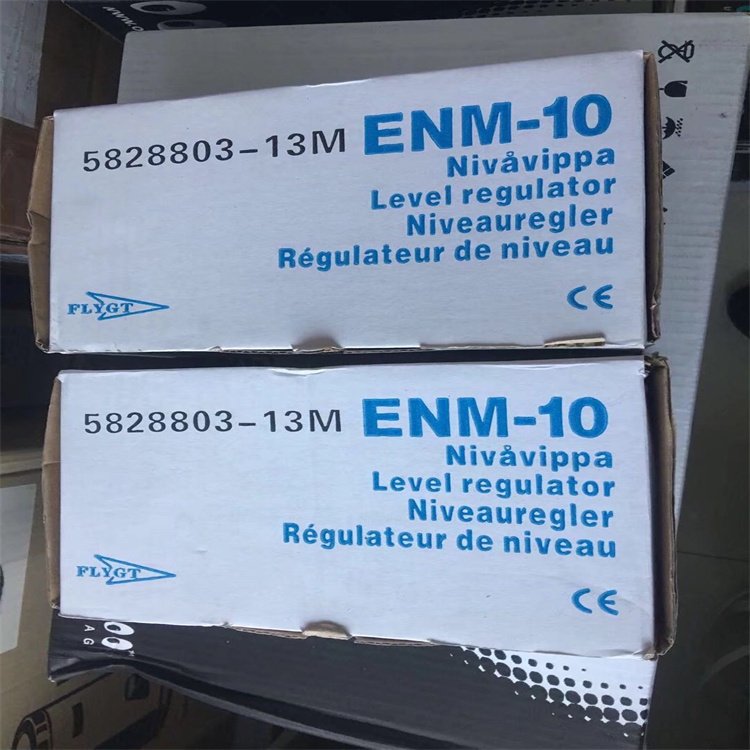 5828803-13M ENM-10
Nivåvippa
Level regulator
Niveauregler
Régulateur de niveau
FLYGT
CE
5828803-13M ENM-10
Nivåvippa
Level regulator
Niveauregler
Régulateur de niveau
FLYGT
CE